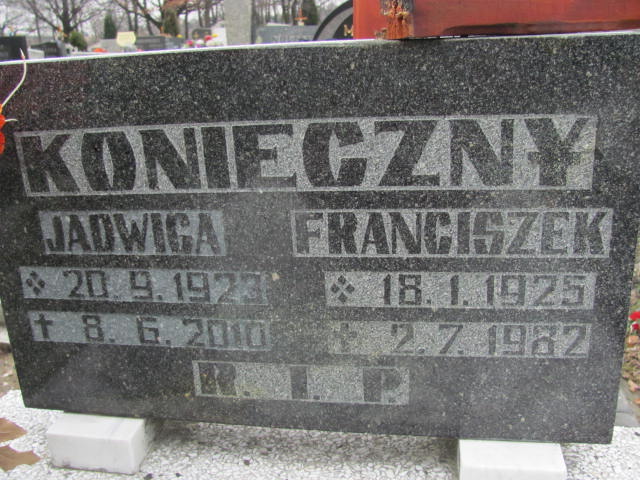 KONIECZNY
JADWIGA FRANCISZEK
20.9.1923 18.1.1925
✝ 8.6.2010 ✝ 2.7.1982
R. I. P.